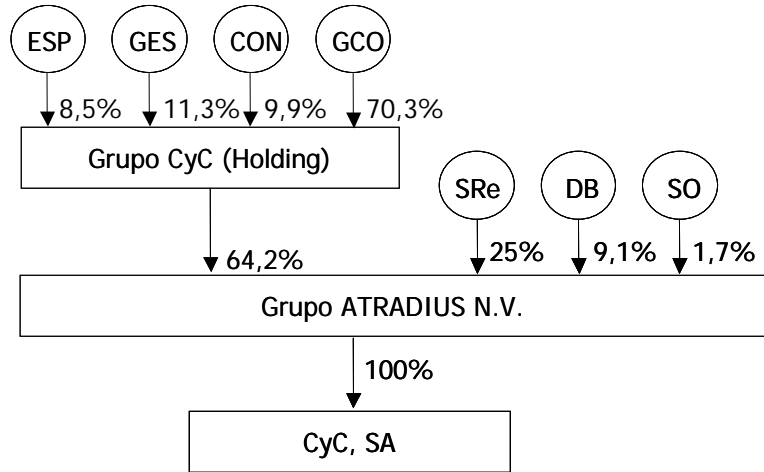 ESP GES CON GCO
8,5% 11,3% 9,9% 70,3%
Grupo CyC (Holding)
SRe DB SO
64,2% 25% 9,1% 1,7%
Grupo ATRADIUS N.V.
100%
CyC, SA